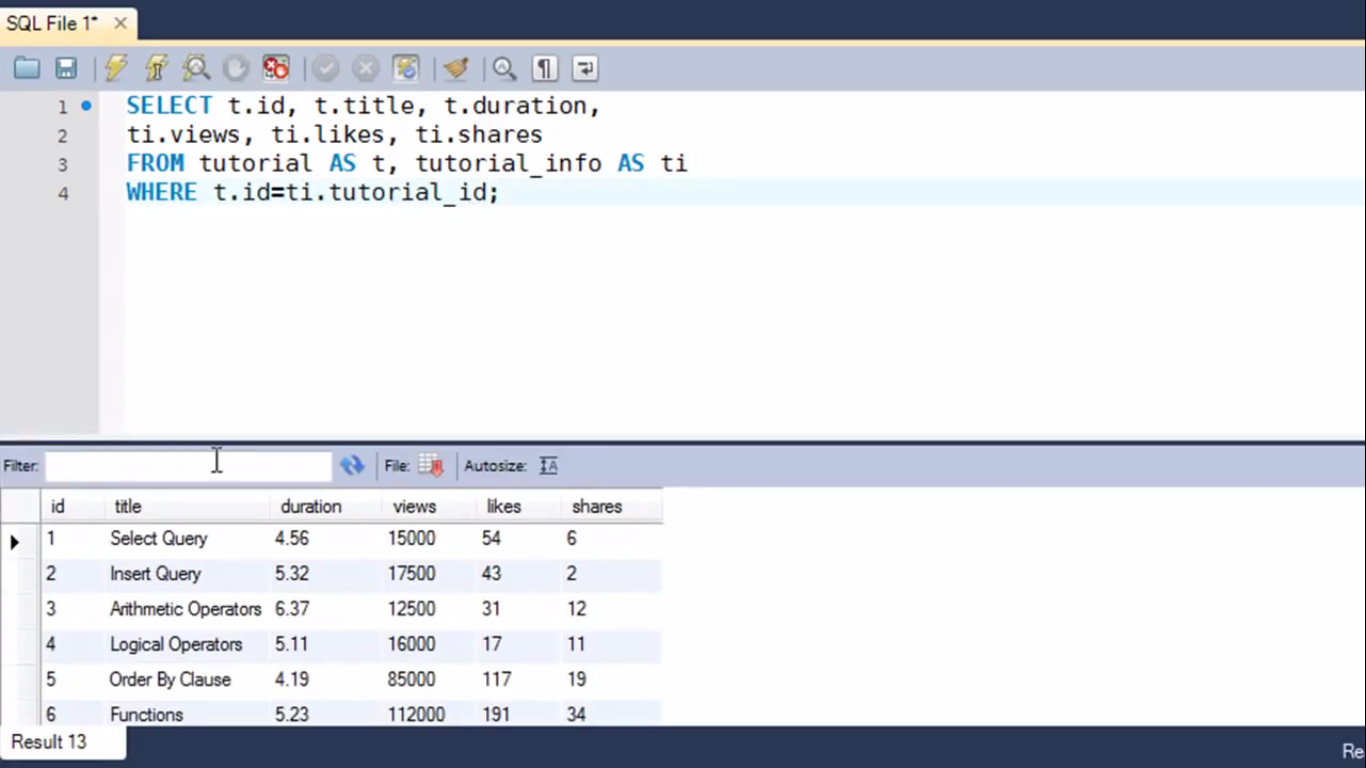 SQL File 1*
1 SELECT t.id, t.title, t.duration,
2 ti.views, ti.likes, ti.shares
3 FROM tutorial AS t, tutorial_info AS ti
4 WHERE t.id=ti.tutorial_id;
Filter: File: Autosize:
id title duration views likes shares
1 Select Query 4.56 15000 54 6
2 Insert Query 5.32 17500 43 2
3 Arithmetic Operators 6.37 12500 31 12
4 Logical Operators 5.11 16000 17 11
5 Order By Clause 4.19 85000 117 19
6 Functions 5.23 112000 191 34
Result 13
Re